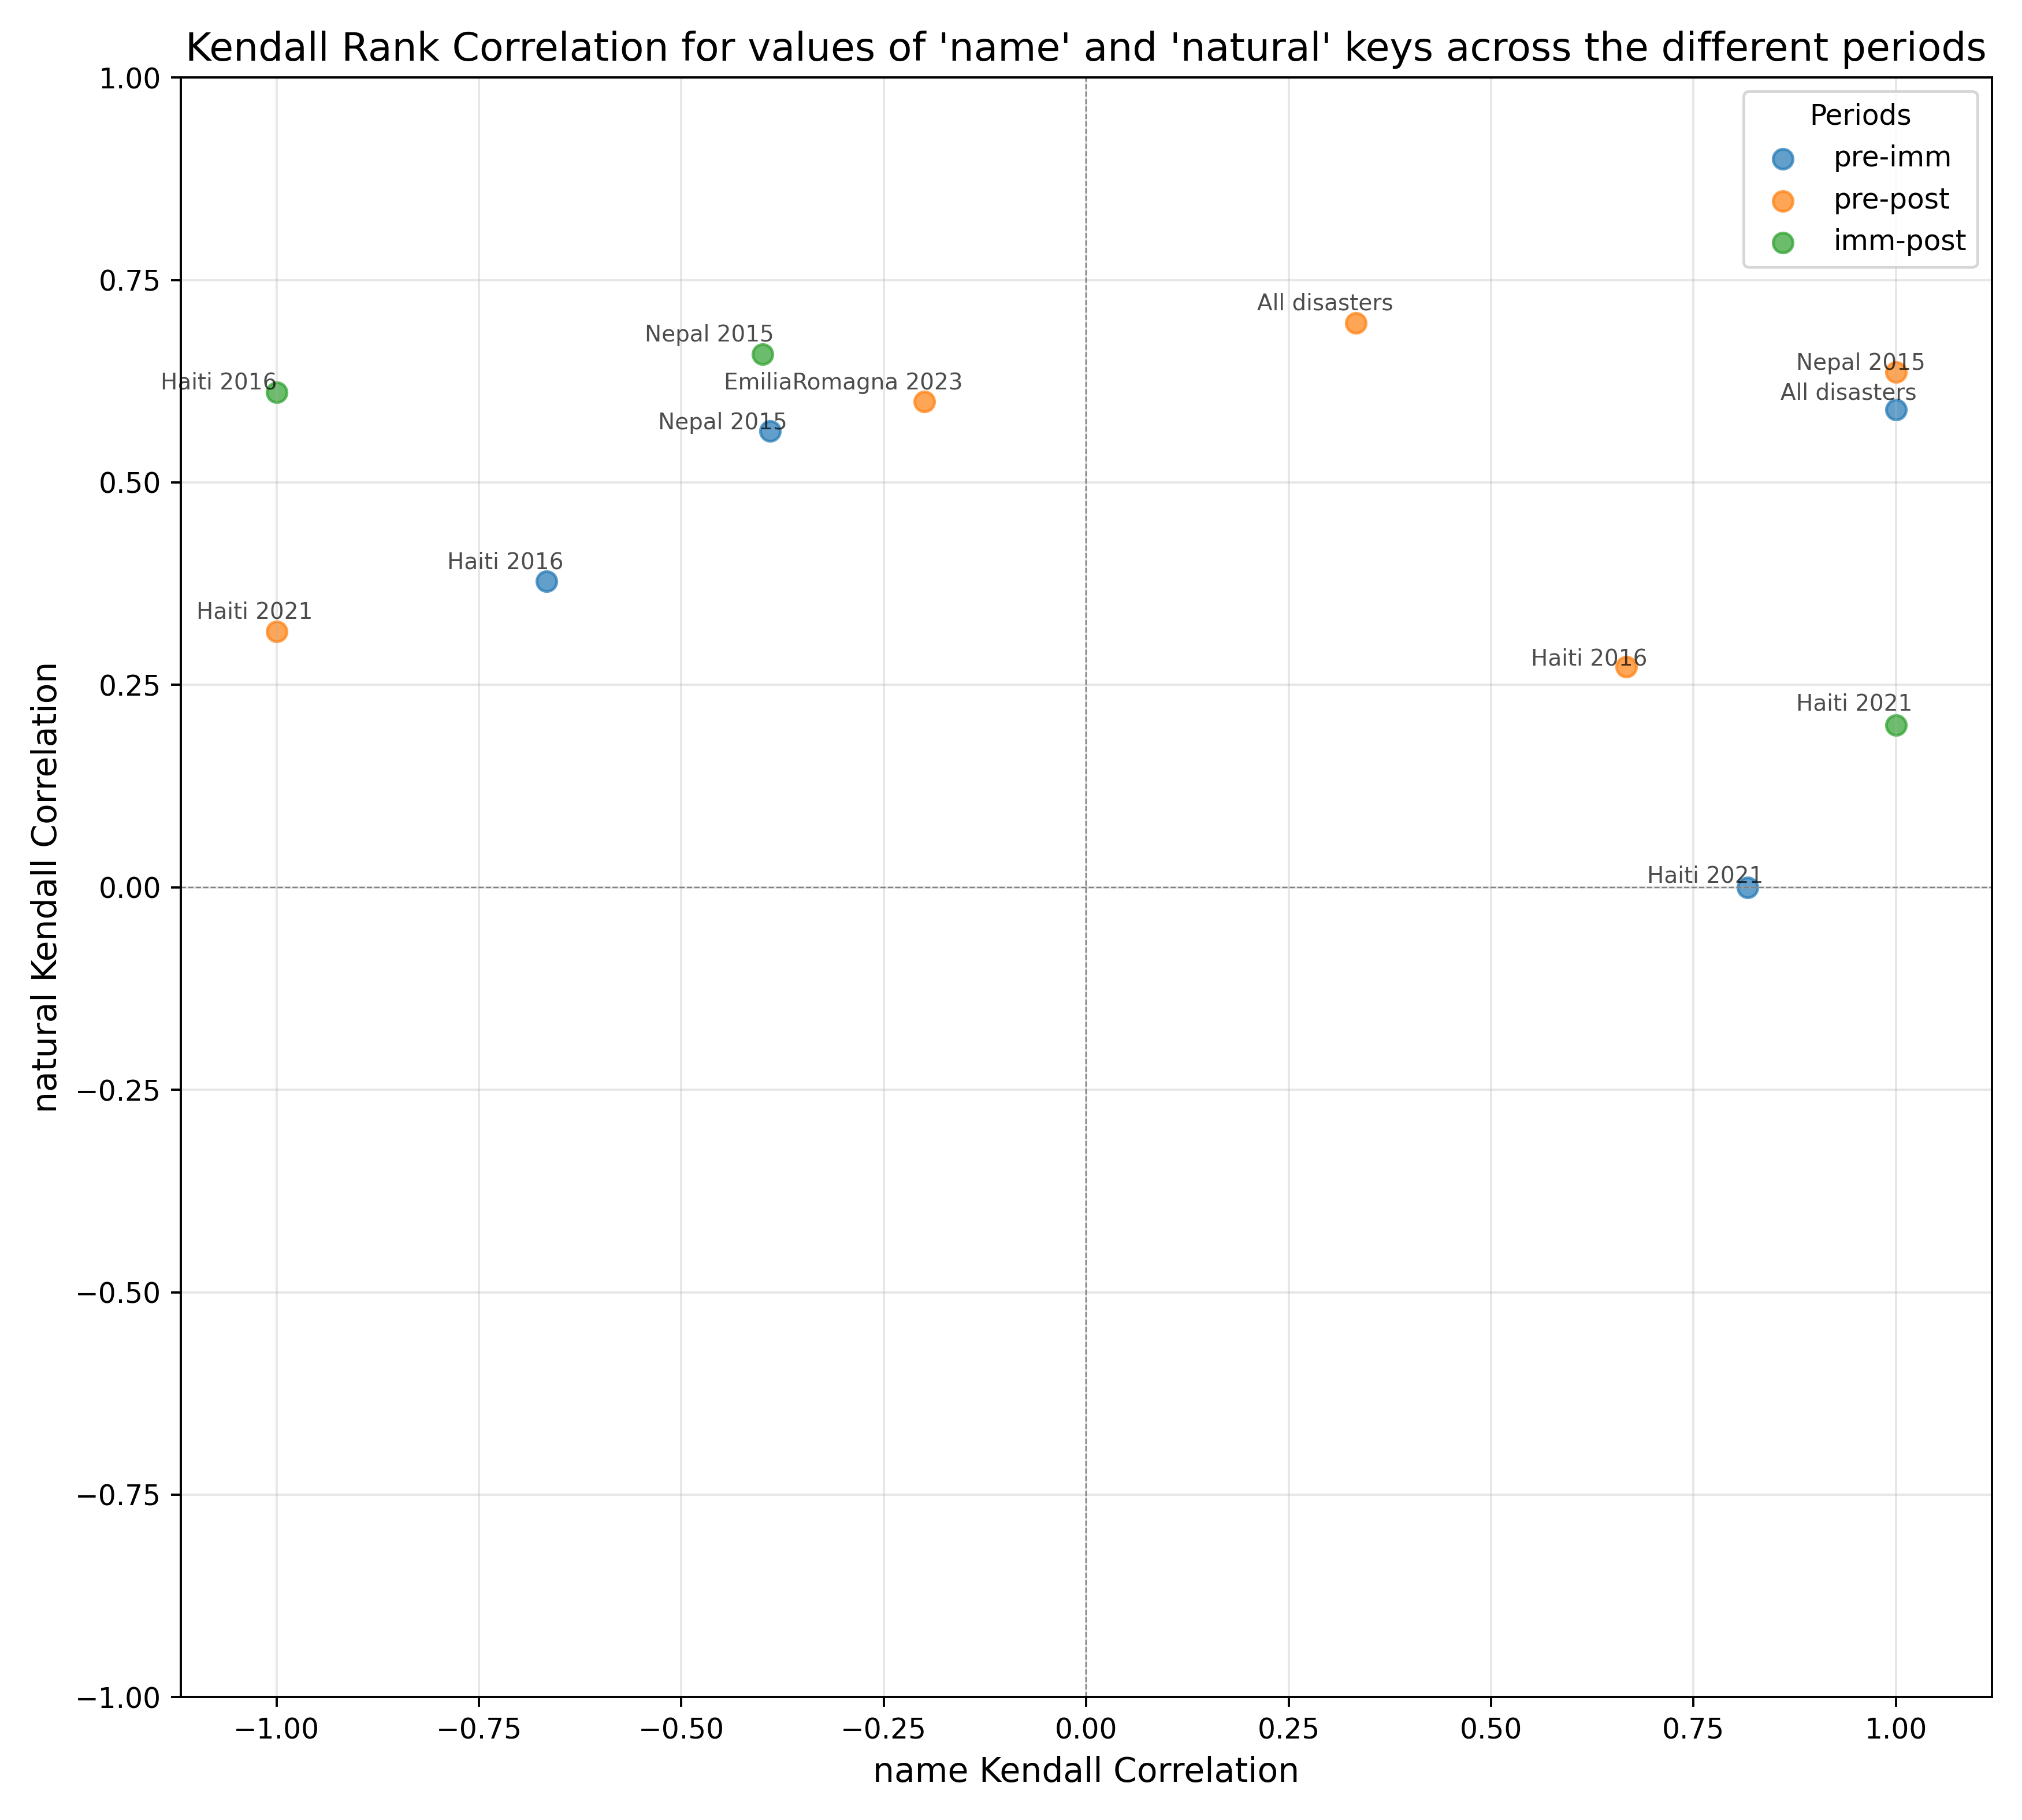 Kendall Rank Correlation for values of 'name' and 'natural' keys across the different periods
1.00
0.75
0.50
0.25
0.00
−0.25
−0.50
−0.75
−1.00
natural Kendall Correlation
Periods
pre-imm
pre-post
imm-post
All disasters
Nepal 2015
Nepal 2015
Haiti 2016
EmiliaRomagna 2023
All disasters
Nepal 2015
Haiti 2016
Haiti 2021
Haiti 2016
Haiti 2021
Haiti 2021
−1.00
−0.75
−0.50
−0.25
0.00
0.25
0.50
0.75
1.00
name Kendall Correlation